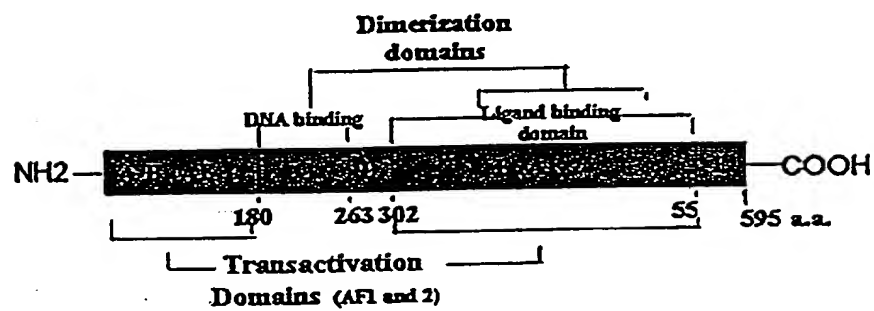 Dimerization
domains
DNA binding
Ligand binding
domain
NH2
COOH
180
263
302
55
595 a.a.
Transactivation
Domains (AF1 and 2)